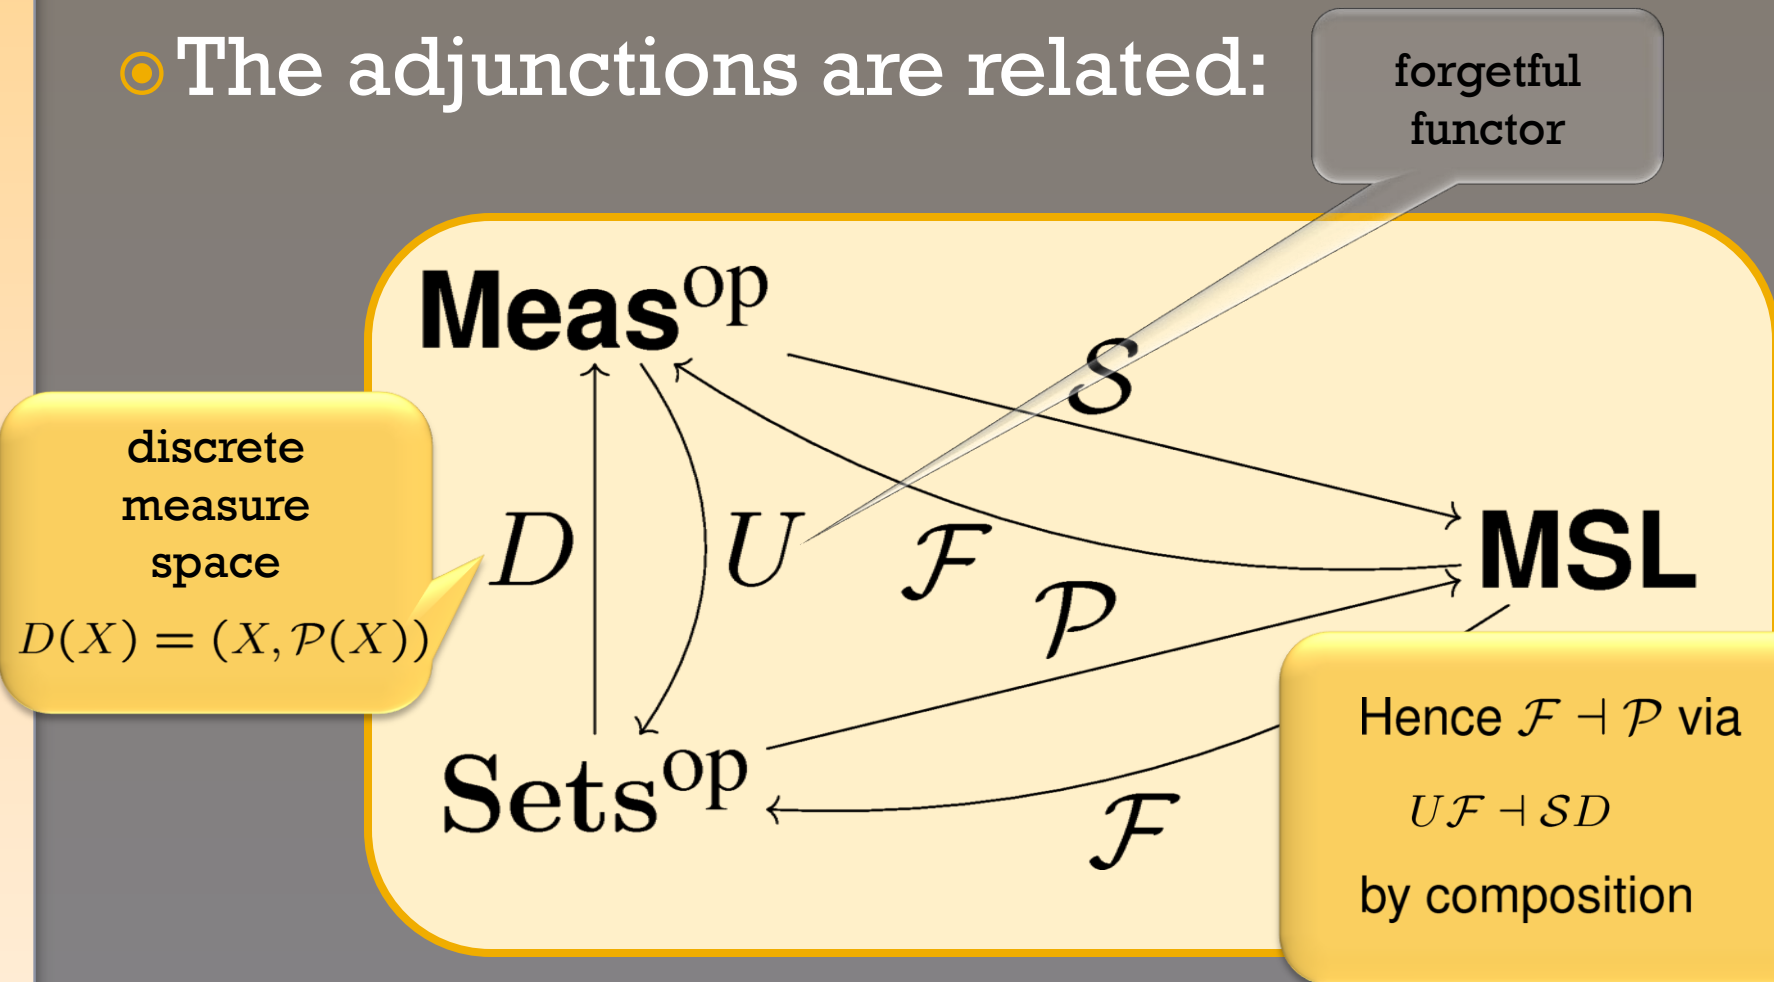 The adjunctions are related:
forgetful
functor
Meas^op
S
discrete
measure
space
D(X) = (X, P(X))
D
U
F
P
MSL
Sets^op
F
Hence F ⊣ P via
UF ⊣ SD
by composition